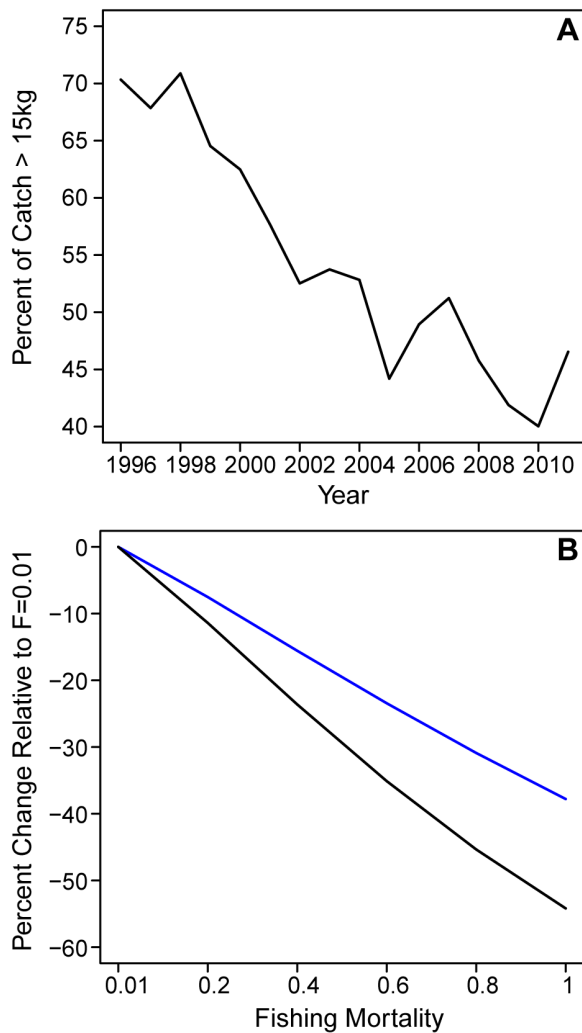 A
Percent of Catch > 15kg
75
70
65
60
55
50
45
40
1996 1998 2000 2002 2004 2006 2008 2010
Year
B
Percent Change Relative to F=0.01
0
−10
−20
−30
−40
−50
−60
0.01 0.2 0.4 0.6 0.8 1
Fishing Mortality